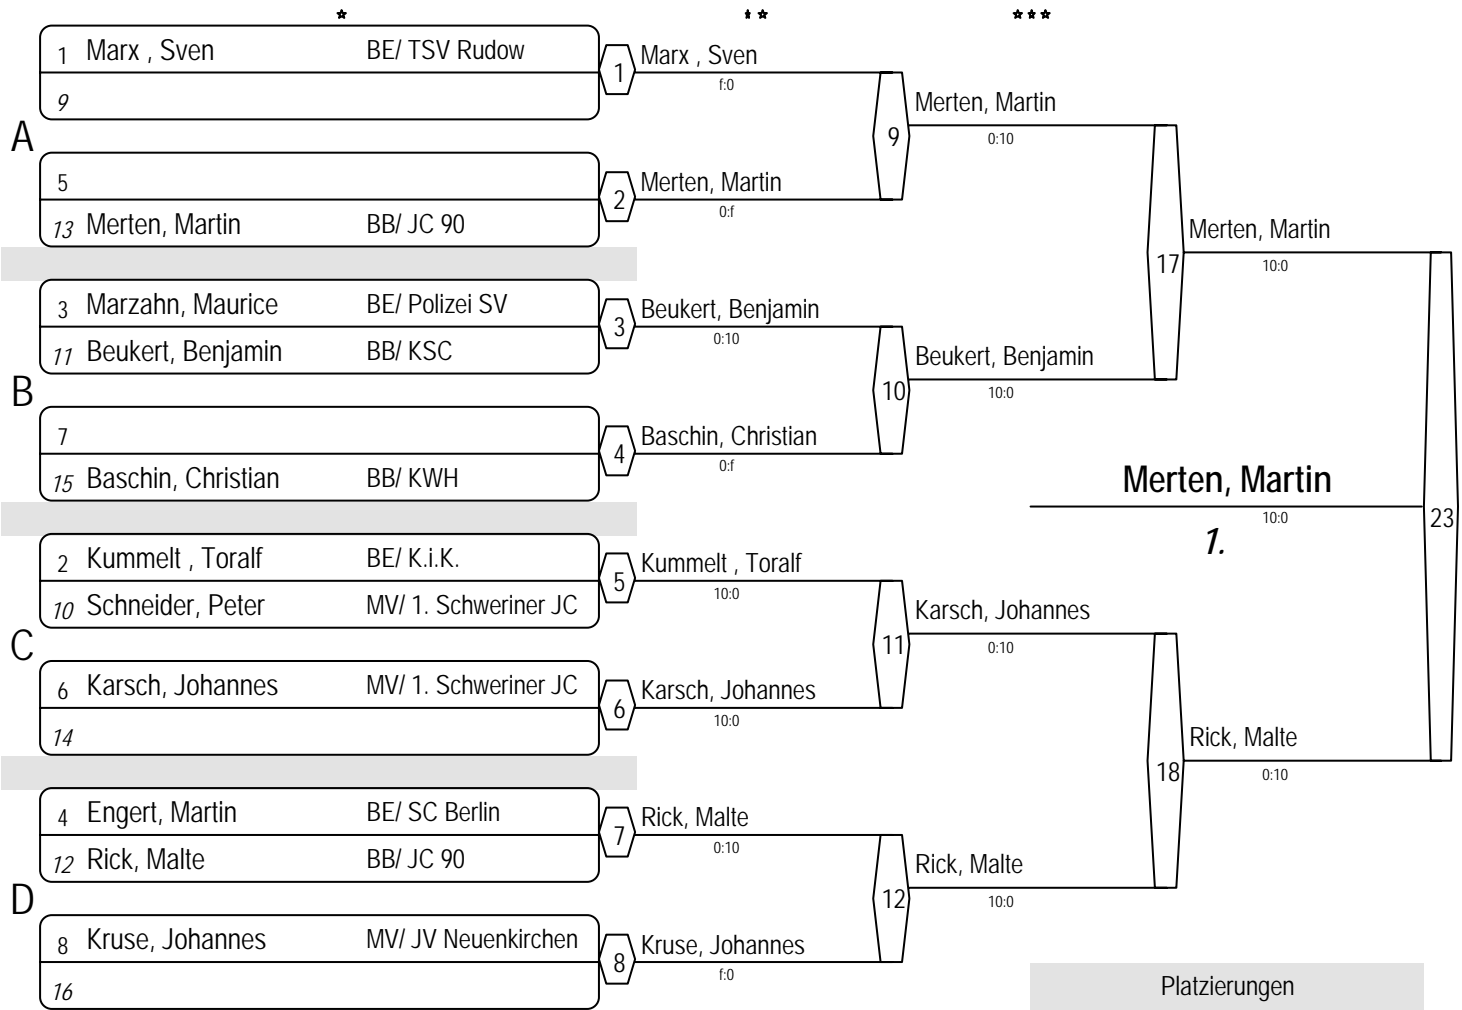 1 Marx , Sven BE/ TSV Rudow
9
1
Marx , Sven
f:0
A
5
13 Merten, Martin BB/ JC 90
2
Merten, Martin
0:f
9
Merten, Martin
0:10
3 Marzahn, Maurice BE/ Polizei SV
11 Beukert, Benjamin BB/ KSC
3
Beukert, Benjamin
0:10
B
7
15 Baschin, Christian BB/ KWH
4
Baschin, Christian
0:f
10
Beukert, Benjamin
10:0
17
Merten, Martin
10:0
2 Kummelt , Toralf BE/ K.i.K.
10 Schneider, Peter MV/ 1. Schweriner JC
5
Kummelt , Toralf
10:0
C
6 Karsch, Johannes MV/ 1. Schweriner JC
14
6
Karsch, Johannes
10:0
11
Karsch, Johannes
0:10
4 Engert, Martin BE/ SC Berlin
12 Rick, Malte BB/ JC 90
7
Rick, Malte
0:10
D
8 Kruse, Johannes MV/ JV Neuenkirchen
16
8
Kruse, Johannes
f:0
12
Rick, Malte
10:0
18
Rick, Malte
0:10
23
Merten, Martin
10:0
1.
Platzierungen